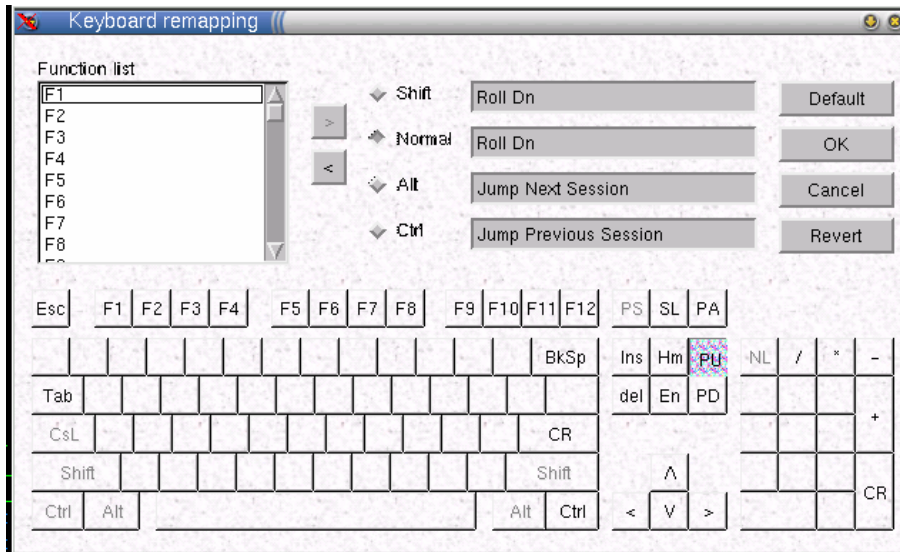 Keyboard remapping
Function list
F1
F2
F3
F4
F5
F6
F7
F8
>
<
Shift Roll Dn
Normal Roll Dn
Alt Jump Next Session
Ctrl Jump Previous Session
Default
OK
Cancel
Revert
Esc F1 F2 F3 F4 F5 F6 F7 F8 F9 F10 F11 F12 PS SL PA
BkSp Ins Hm PU NL / * -
Tab del En PD +
CsL CR
Shift Shift Λ
Ctrl Alt Alt Ctrl < V > CR